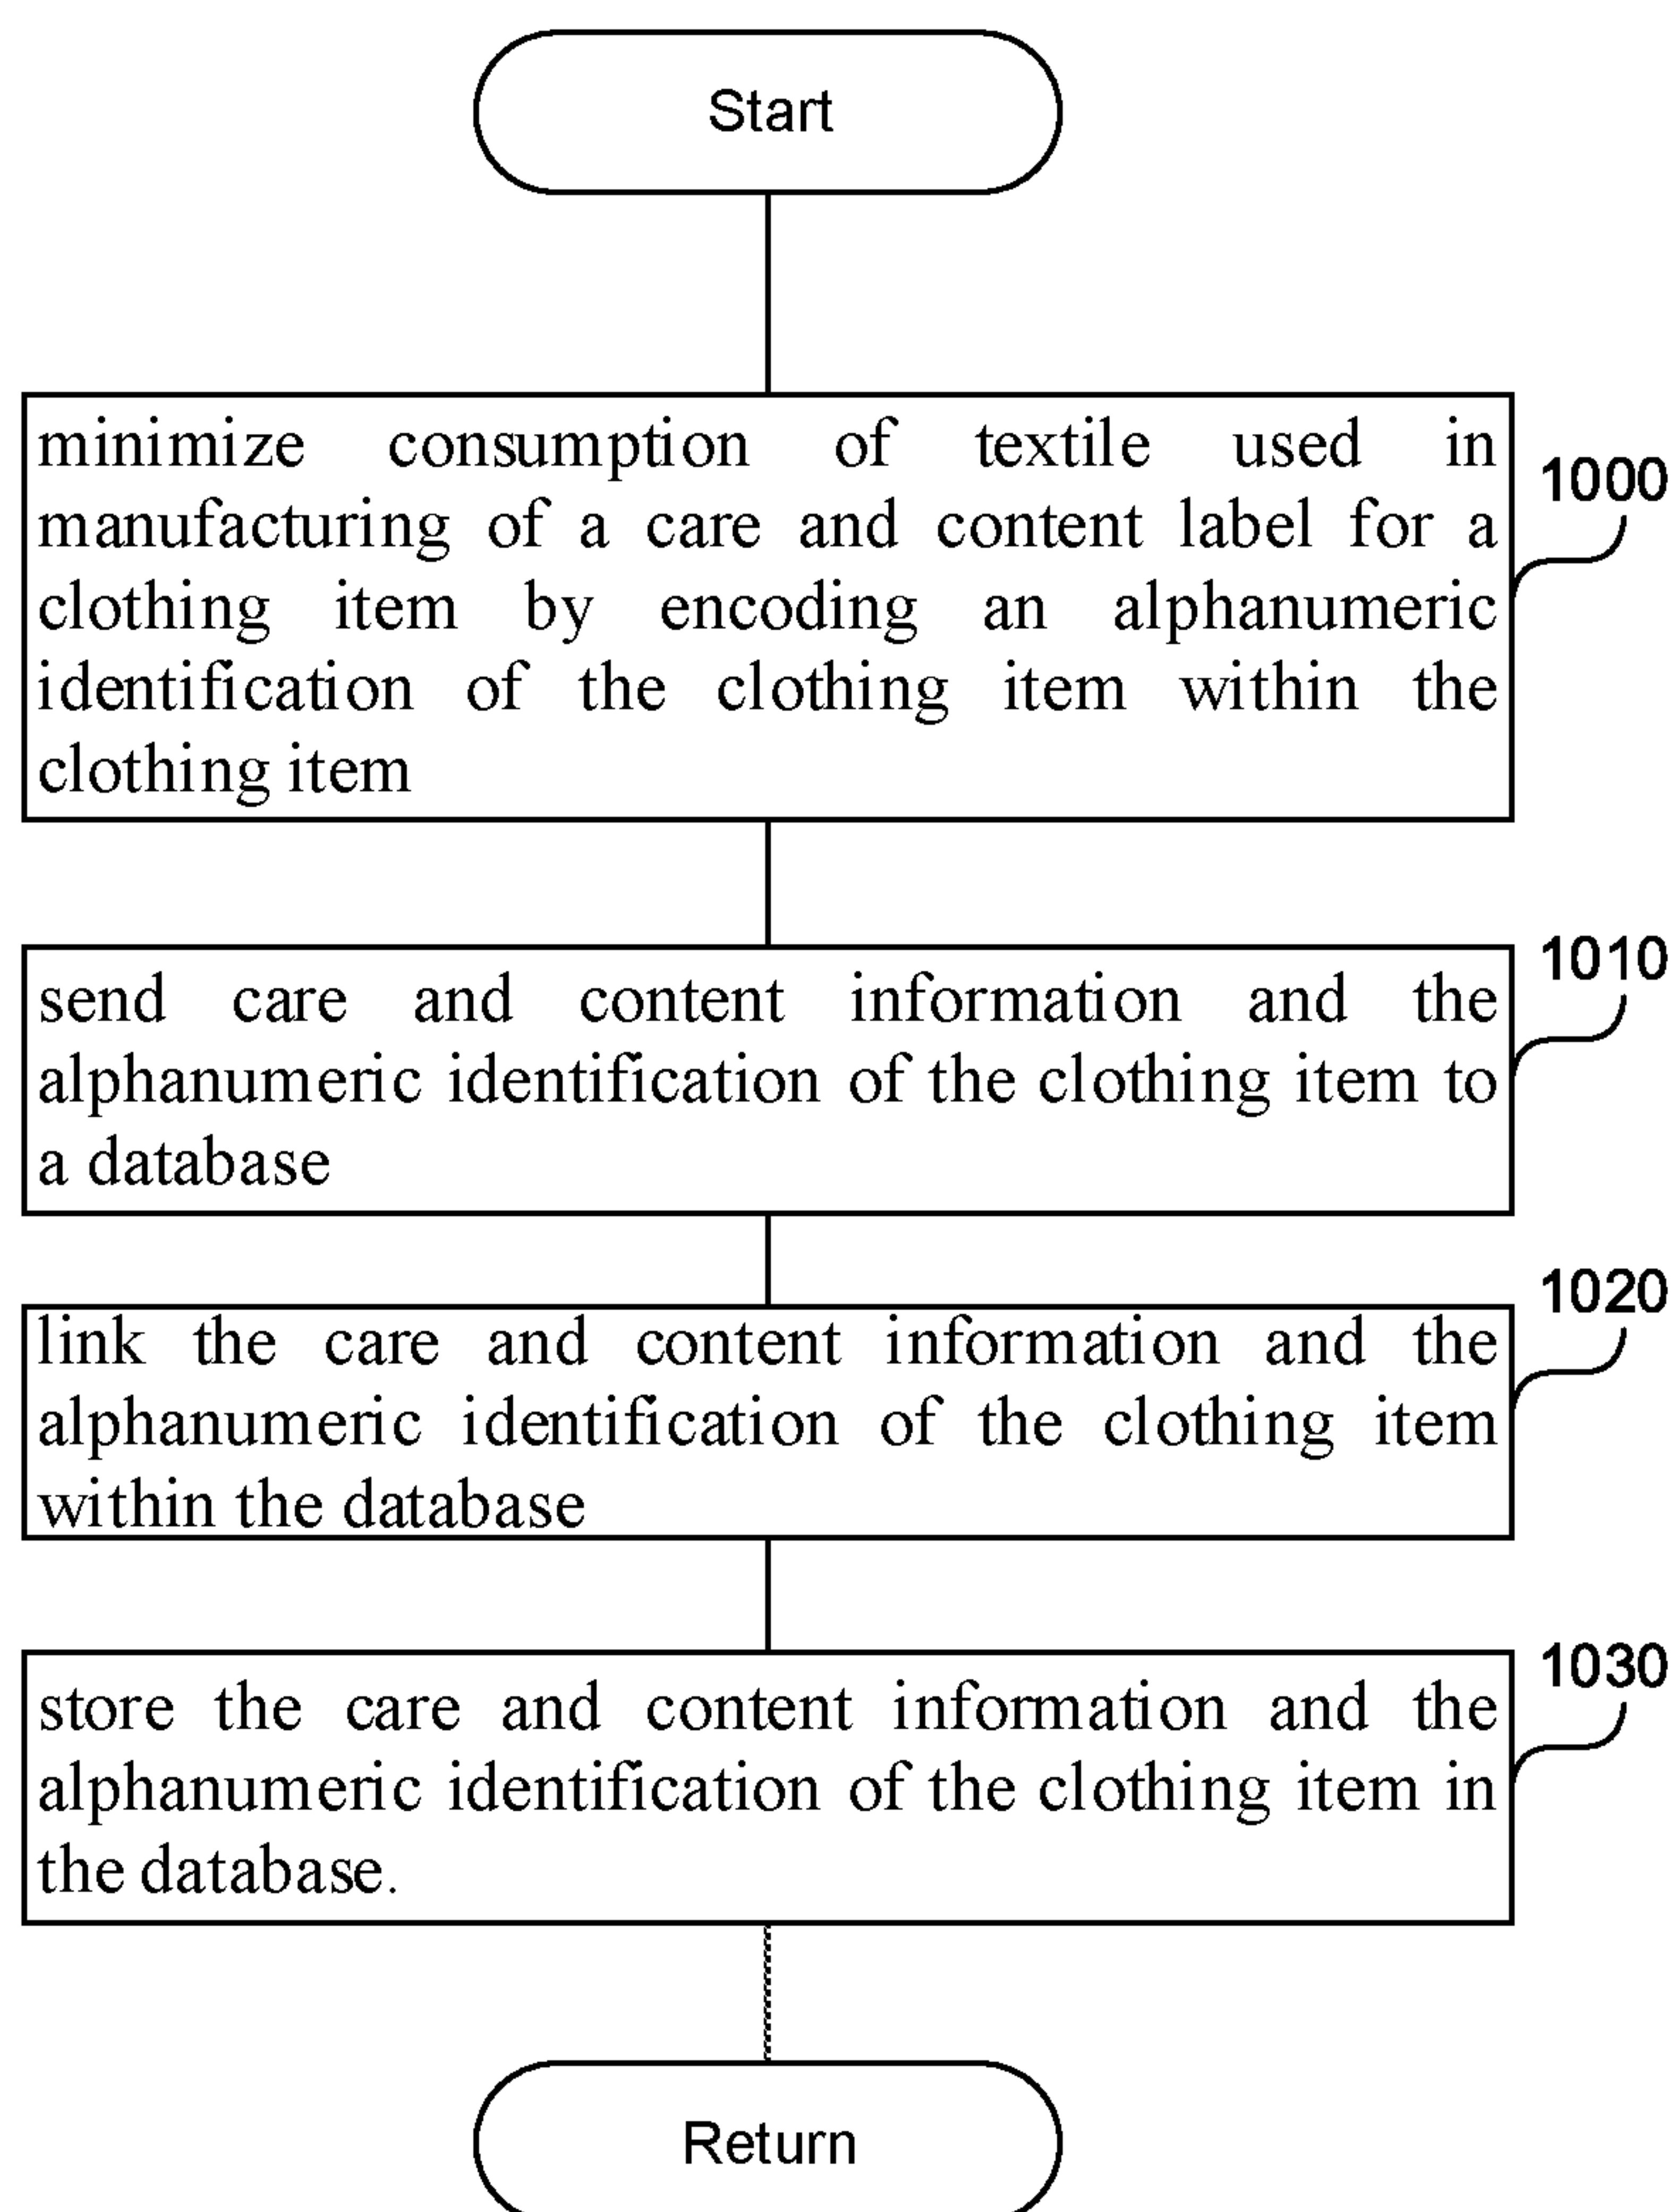 Start
minimize consumption of textile used in
1000
manufacturing of a care and content label for a
clothing item by encoding an alphanumeric
identification of the clothing item within the
clothing item
1010
send care and content information and the
alphanumeric identification of the clothing item to
a database
1020
link the care and content information and the
alphanumeric identification of the clothing item
within the database
1030
store the care and content information and the
alphanumeric identification of the clothing item in
the database.
Return